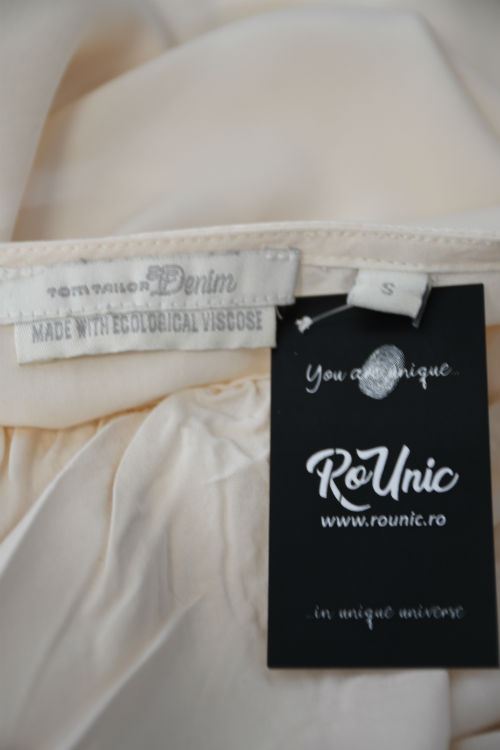 TOM TAILOR Denim
MADE WITH ECOLOGICAL VISCOSE
S
You are unique..
RoUnic
www.rounic.ro
..in unique universe